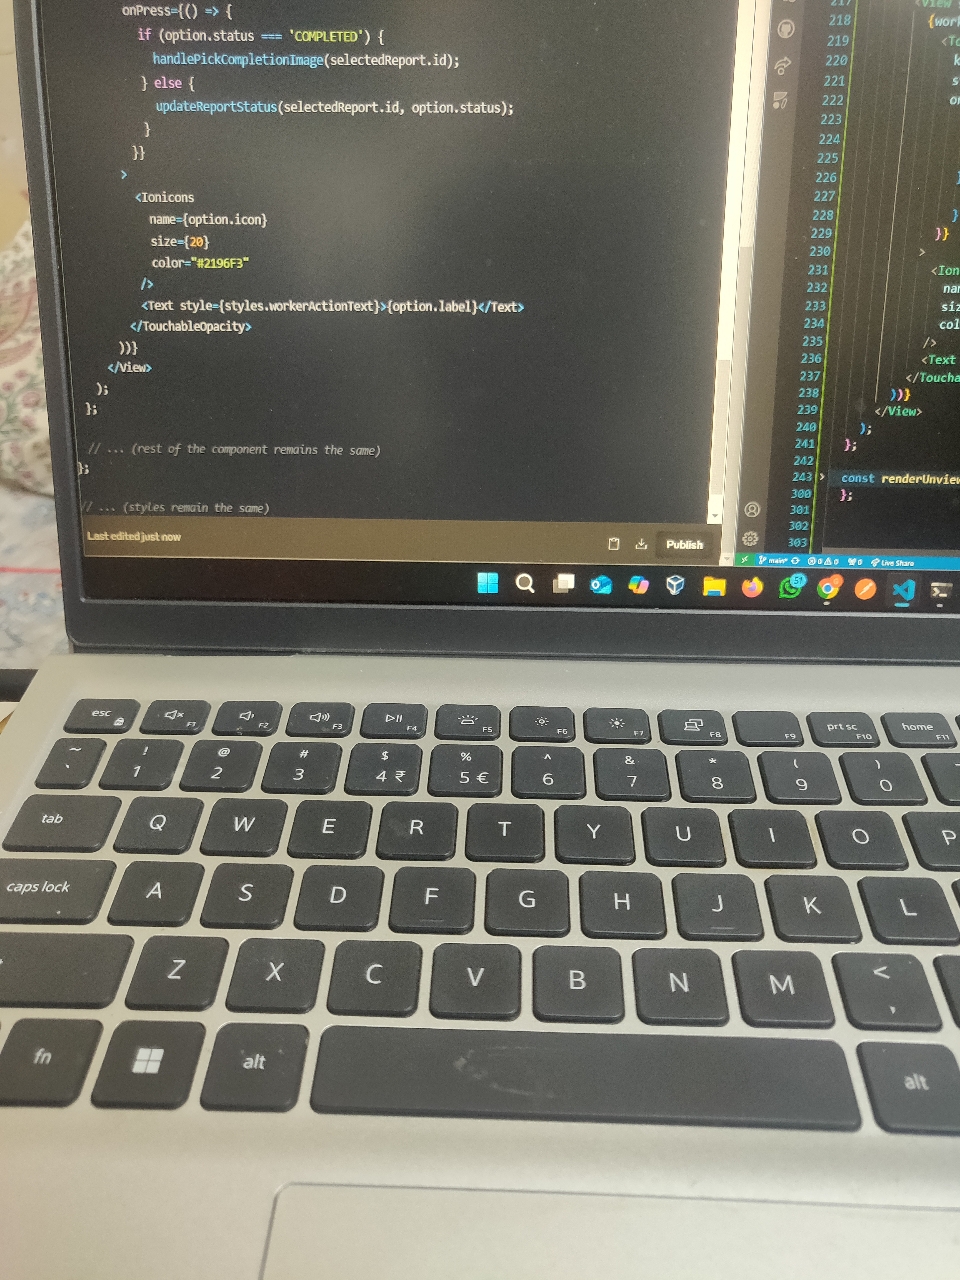 onPress={() => {
if (option.status === 'COMPLETED') {
handlePickCompletionImage(selectedReport.id);
} else {
updateReportStatus(selectedReport.id, option.status);
}
}}
>
<Ionicons
name={option.icon}
size={20}
color="#2196F3"
/>
<Text style={styles.workerActionText}>{option.label}</Text>
</TouchableOpacity>
))}
</View>
);
};
// ... (rest of the component remains the same)
};
// ... (styles remain the same)
Last edited just now
Publish
217 <View
218 {work
219 <To
220 k
221 s
222 on
223
224
225
226 }
227
228 }
229 }}
230 >
231 <Ion
232 nam
233 siz
234 col
235 />
236 <Text
237 </Toucha
238 ))}
239 </View>
240 );
241 };
242
243 > const renderUnview
300 };
301
302
303
main* 0 0 0 Live Share
51
esc F1 F2 F3 F4 F5 F6 F7 F8 F9 prt sc F10 home F11
~ ` ! 1 @ 2 # 3 $ 4 ₹ % 5 € ^ 6 & 7 * 8 ( 9 ) 0
tab Q W E R T Y U I O P
caps lock A S D F G H J K L
Z X C V B N M < ,
fn alt alt